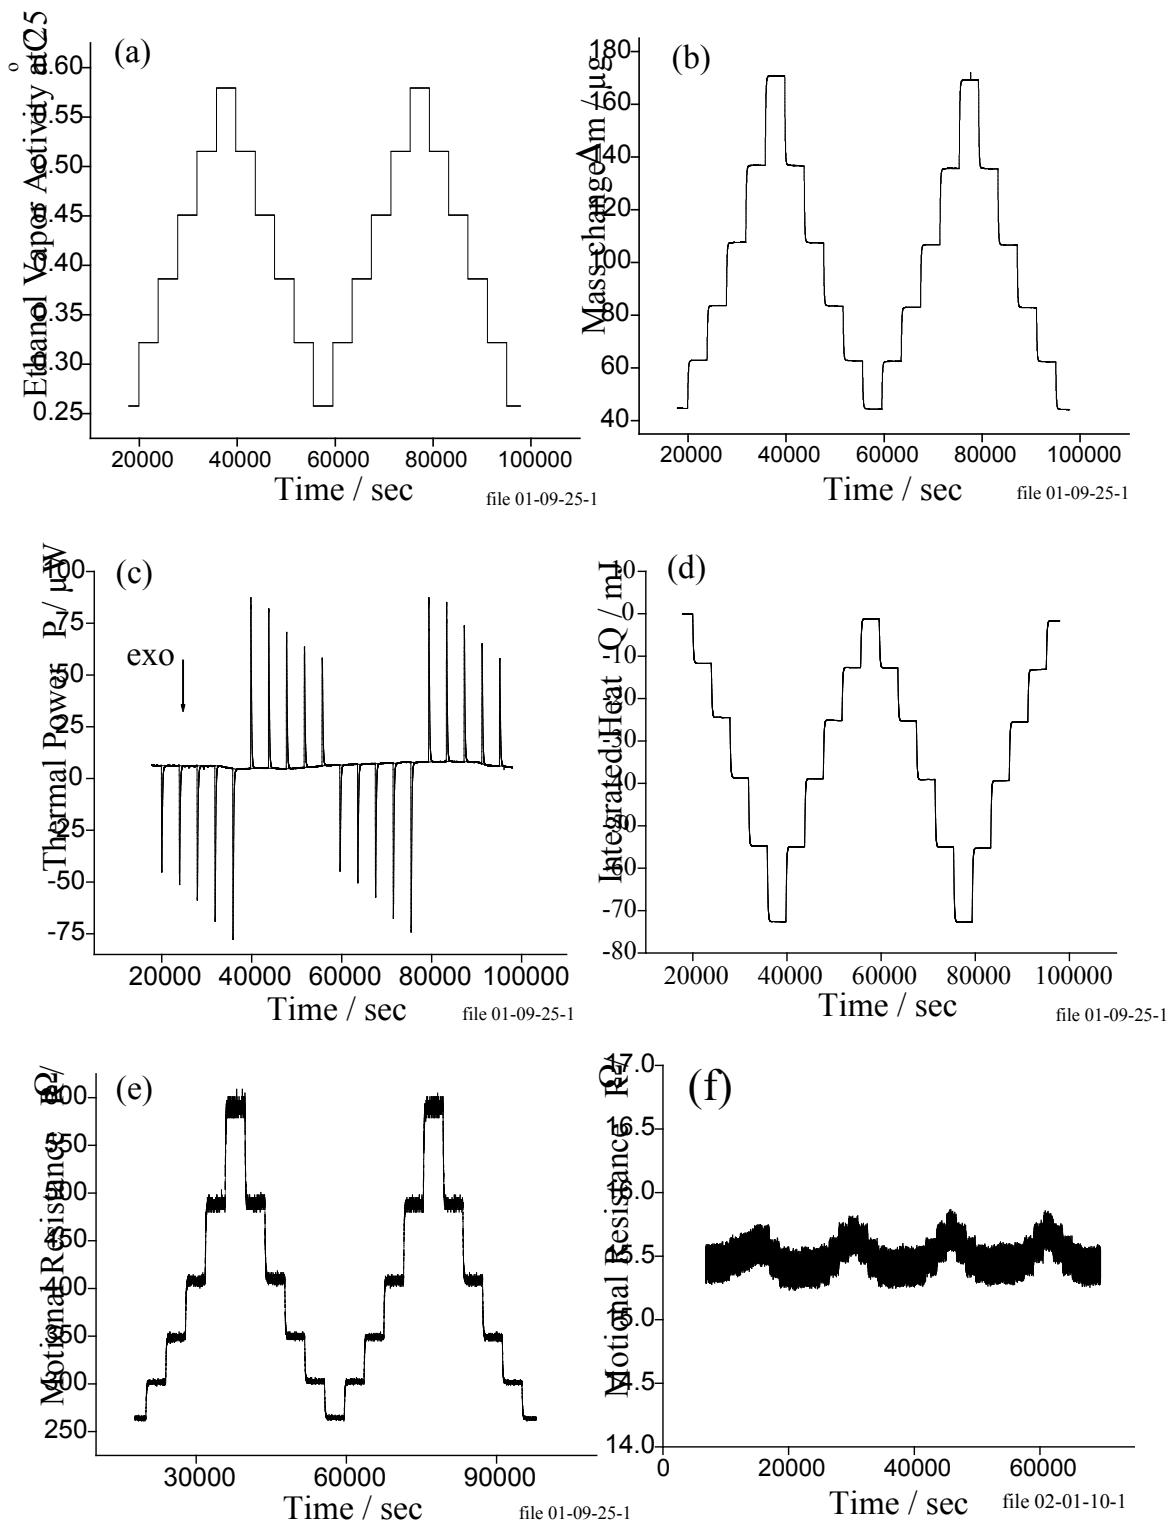 (a)
Ethanol Vapor Activity at 25 °C
0.60
0.55
0.50
0.45
0.40
0.35
0.30
0.25
20000 40000 60000 80000 100000
Time / sec
file 01-09-25-1
(b)
Mass change Δm / μg
180
160
140
120
100
80
60
40
20000 40000 60000 80000 100000
Time / sec
file 01-09-25-1
(c)
Thermal Power P / μW
100
75
50
25
0
-25
-50
-75
exo
20000 40000 60000 80000 100000
Time / sec
file 01-09-25-1
(d)
Integrated Heat Q / mJ
10
0
-10
-20
-30
-40
-50
-60
-70
-80
20000 40000 60000 80000 100000
Time / sec
file 01-09-25-1
(e)
Motional Resistance R / Ω
600
550
500
450
400
350
300
250
30000 60000 90000
Time / sec
file 01-09-25-1
(f)
Motional Resistance R / Ω
17.0
16.5
16.0
15.5
15.0
14.5
14.0
0 20000 40000 60000
Time / sec
file 02-01-10-1